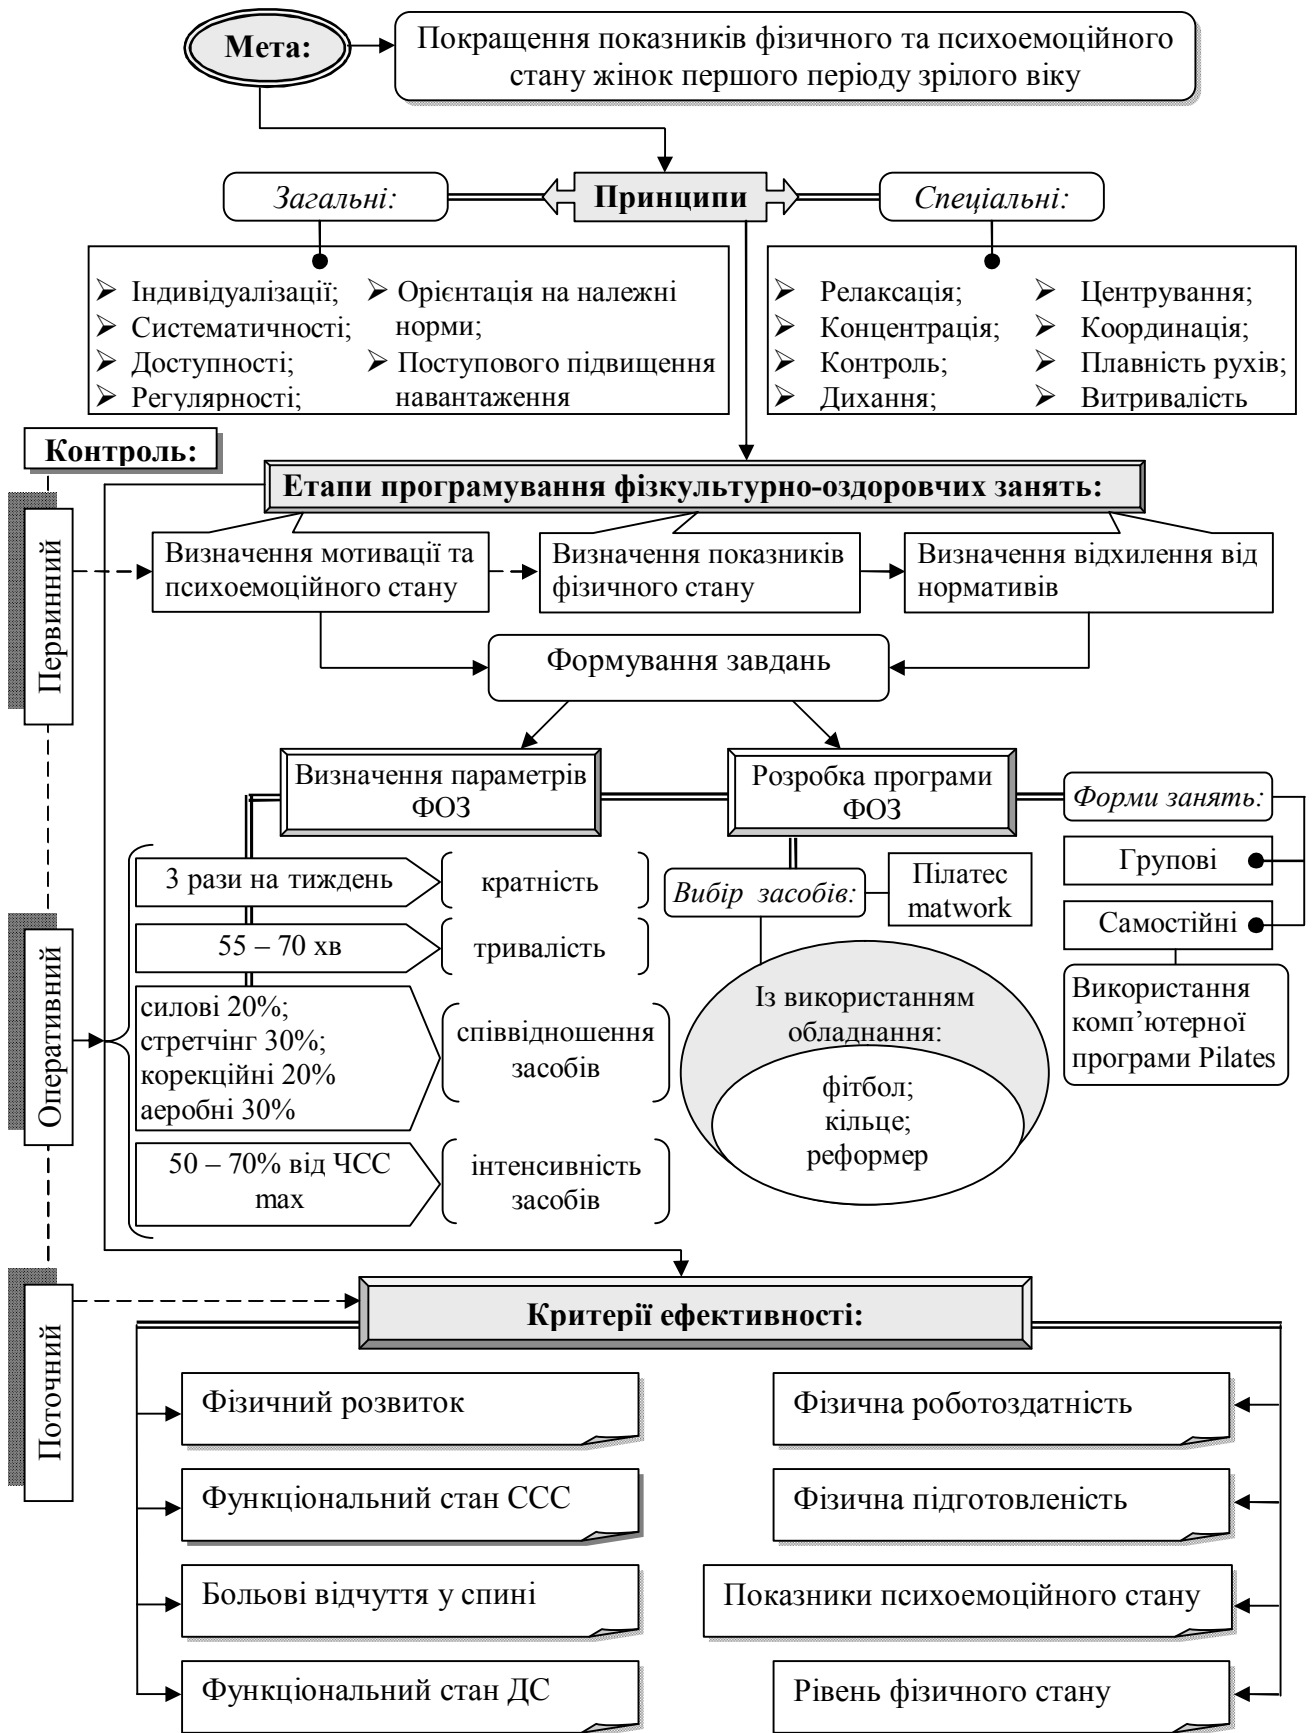 Мета:
Покращення показників фізичного та психоемоційного
стану жінок першого періоду зрілого віку
Загальні:
Принципи
Спеціальні:
Індивідуалізації;
Систематичності;
Доступності;
Регулярності;
Орієнтація на належні
норми;
Поступового підвищення
навантаження
Релаксація;
Концентрація;
Контроль;
Дихання;
Центрування;
Координація;
Плавність рухів;
Витривалість
Контроль:
Етапи програмування фізкультурно-оздоровчих занять:
Первинний
Визначення мотивації та
психоемоційного стану
Визначення показників
фізичного стану
Визначення відхилення від
нормативів
Формування завдань
Визначення параметрів
ФОЗ
Розробка програми
ФОЗ
Форми занять:
Групові
Самостійні
Використання
комп’ютерної
програми Pilates
Вибір засобів:
Пілатес
matwork
Із використанням
обладнання:
фітбол;
кільце;
реформер
Оперативний
3 рази на тиждень
кратність
55 – 70 хв
тривалість
силові 20%;
стретчінг 30%;
корекційні 20%
аеробні 30%
співвідношення
засобів
50 – 70% від ЧСС
max
інтенсивність
засобів
Поточний
Критерії ефективності:
Фізичний розвиток
Функціональний стан ССС
Больові відчуття у спині
Функціональний стан ДС
Фізична роботоздатність
Фізична підготовленість
Показники психоемоційного стану
Рівень фізичного стану